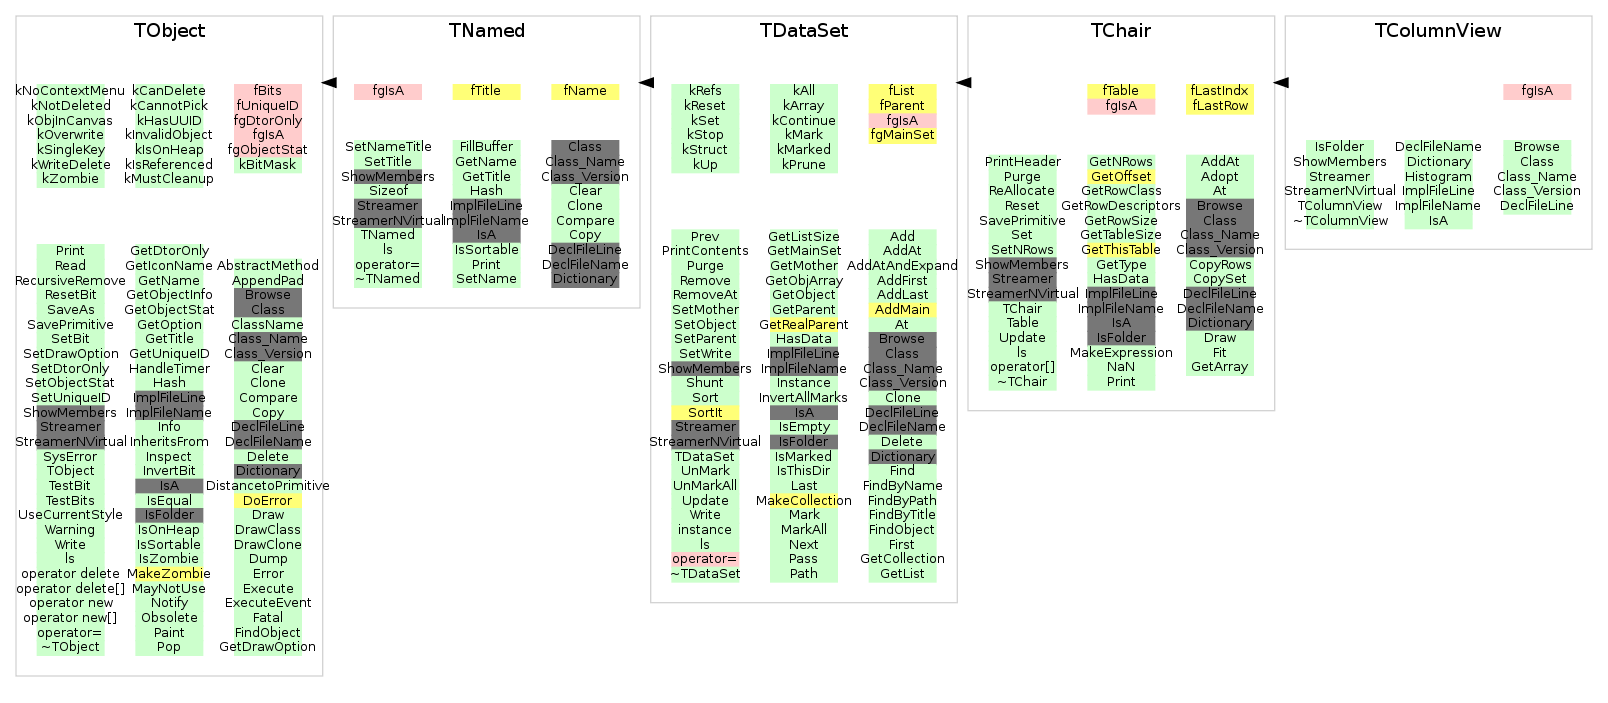 TObject
kNoContextMenu
kNotDeleted
kObjInCanvas
kOverwrite
kSingleKey
kWriteDelete
kZombie
kCanDelete
kCannotPick
kHasUUID
kInvalidObject
kIsOnHeap
kIsReferenced
kMustCleanup
fBits
fUniqueID
fgDtorOnly
fgIsA
fgObjectStat
kBitMask
Print
Read
RecursiveRemove
ResetBit
SaveAs
SavePrimitive
SetBit
SetDrawOption
SetDtorOnly
SetObjectStat
SetUniqueID
ShowMembers
Streamer
StreamerNVirtual
SysError
TObject
TestBit
TestBits
UseCurrentStyle
Warning
Write
ls
operator delete
operator delete[]
operator new
operator new[]
operator=
~TObject
GetDtorOnly
GetIconName
GetName
GetObjectInfo
GetObjectStat
GetOption
GetTitle
GetUniqueID
HandleTimer
Hash
ImplFileLine
ImplFileName
Info
InheritsFrom
Inspect
InvertBit
IsA
IsEqual
IsFolder
IsOnHeap
IsSortable
IsZombie
MakeZombie
MayNotUse
Notify
Obsolete
Paint
Pop
AbstractMethod
AppendPad
Browse
Class
ClassName
Class_Name
Class_Version
Clear
Clone
Compare
Copy
DeclFileLine
DeclFileName
Delete
Dictionary
DistancetoPrimitive
DoError
Draw
DrawClass
DrawClone
Dump
Error
Execute
ExecuteEvent
Fatal
FindObject
GetDrawOption
TNamed
fgIsA
fTitle
fName
SetNameTitle
SetTitle
ShowMembers
Sizeof
Streamer
StreamerNVirtual
TNamed
ls
operator=
~TNamed
FillBuffer
GetName
GetTitle
Hash
ImplFileLine
ImplFileName
IsA
IsSortable
Print
SetName
Class
Class_Name
Class_Version
Clear
Clone
Compare
Copy
DeclFileLine
DeclFileName
Dictionary
TDataSet
kRefs
kReset
kSet
kStop
kStruct
kUp
kAll
kArray
kContinue
kMark
kMarked
kPrune
fList
fParent
fgIsA
fgMainSet
Prev
PrintContents
Purge
Remove
RemoveAt
SetMother
SetObject
SetParent
SetWrite
ShowMembers
Shunt
Sort
SortIt
Streamer
StreamerNVirtual
TDataSet
UnMark
UnMarkAll
Update
Write
instance
ls
operator=
~TDataSet
GetListSize
GetMainSet
GetMother
GetObjArray
GetObject
GetParent
GetRealParent
HasData
ImplFileLine
ImplFileName
Instance
InvertAllMarks
IsA
IsEmpty
IsFolder
IsMarked
IsThisDir
Last
MakeCollection
Mark
MarkAll
Next
Pass
Path
Add
AddAt
AddAtAndExpand
AddFirst
AddLast
AddMain
At
Browse
Class
Class_Name
Class_Version
Clone
DeclFileLine
DeclFileName
Delete
Dictionary
Find
FindByName
FindByPath
FindByTitle
FindObject
First
GetCollection
GetList
TChair
fTable
fgIsA
fLastIndx
fLastRow
PrintHeader
Purge
ReAllocate
Reset
SavePrimitive
Set
SetNRows
ShowMembers
Streamer
StreamerNVirtual
TChair
Table
Update
ls
operator[]
~TChair
GetNRows
GetOffset
GetRowClass
GetRowDescriptors
GetRowSize
GetTableSize
GetThisTable
GetType
HasData
ImplFileLine
ImplFileName
IsA
IsFolder
MakeExpression
NaN
Print
AddAt
Adopt
At
Browse
Class
Class_Name
Class_Version
CopyRows
CopySet
DeclFileLine
DeclFileName
Dictionary
Draw
Fit
GetArray
TColumnView
fgIsA
IsFolder
ShowMembers
Streamer
StreamerNVirtual
TColumnView
~TColumnView
DeclFileName
Dictionary
Histogram
ImplFileLine
ImplFileName
IsA
Browse
Class
Class_Name
Class_Version
DeclFileLine